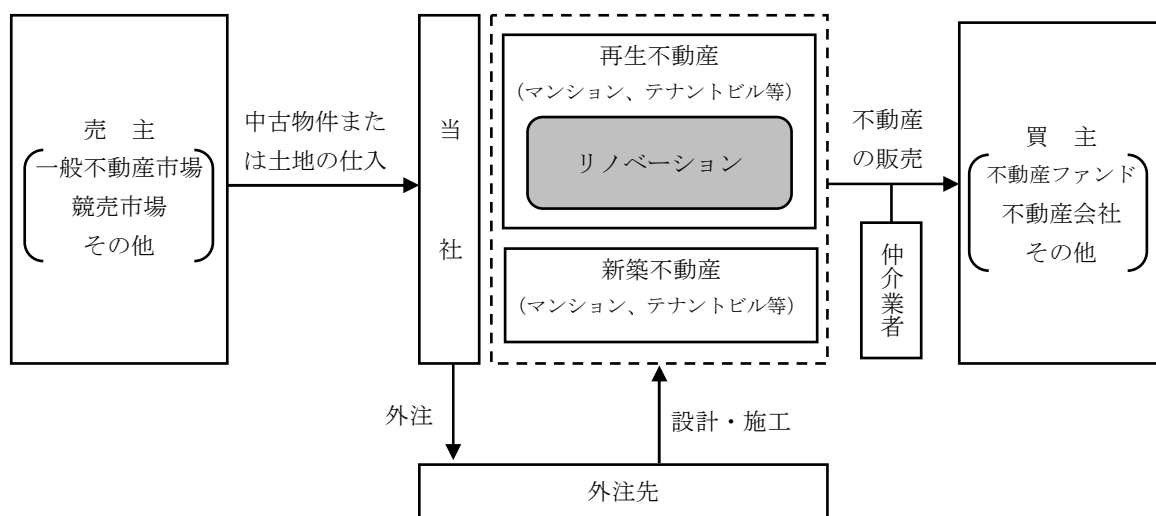 売　主
一般不動産市場
競売市場
その他
中古物件また
は土地の仕入
当
社
再生不動産
(マンション、テナントビル等)
リノベーション
新築不動産
(マンション、テナントビル等)
不動産
の販売
仲介業者
買　主
不動産ファンド
不動産会社
その他
外注
設計・施工
外注先